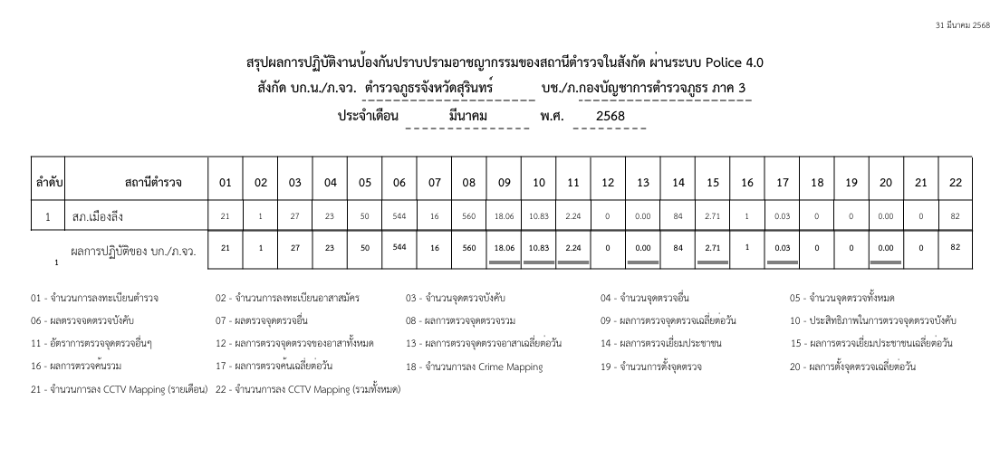 31 มีนาคม 2568
สรุปผลการปฏิบัติงานป้องกันปราบปรามอาชญากรรมของสถานีตำรวจในสังกัด ผ่านระบบ Police 4.0
สังกัด บก.น./ภ.จว. ตำรวจภูธรจังหวัดสุรินทร์ บช./ภ.กองบัญชาการตำรวจภูธร ภาค 3
ประจำเดือน มีนาคม พ.ศ. 2568
ลำดับ สถานีตำรวจ 01 02 03 04 05 06 07 08 09 10 11 12 13 14 15 16 17 18 19 20 21 22
1 สภ.เมืองลีง 21 1 27 23 50 544 16 560 18.06 10.83 2.24 0 0.00 84 2.71 1 0.03 0 0 0.00 0 82
1 ผลการปฏิบัติของ บก./ภ.จว. 21 1 27 23 50 544 16 560 18.06 10.83 2.24 0 0.00 84 2.71 1 0.03 0 0 0.00 0 82
01 - จำนวนการลงทะเบียนตำรวจ 02 - จำนวนการลงทะเบียนอาสาสมัคร 03 - จำนวนจุดตรวจบังคับ 04 - จำนวนจุดตรวจอื่น 05 - จำนวนจุดตรวจทั้งหมด
06 - ผลตรวจจุดตรวจบังคับ 07 - ผลตรวจจุดตรวจอื่น 08 - ผลการตรวจจุดตรวจรวม 09 - ผลการตรวจจุดตรวจเฉลี่ยต่อวัน 10 - ประสิทธิภาพในการตรวจจุดตรวจบังคับ
11 - อัตราการตรวจจุดตรวจอื่นๆ 12 - ผลการตรวจจุดตรวจของอาสาทั้งหมด 13 - ผลการตรวจจุดตรวจอาสาเฉลี่ยต่อวัน 14 - ผลการตรวจเยี่ยมประชาชน 15 - ผลการตรวจเยี่ยมประชาชนเฉลี่ยต่อวัน
16 - ผลการตรวจค้นรวม 17 - ผลการตรวจค้นเฉลี่ยต่อวัน 18 - จำนวนการลง Crime Mapping 19 - จำนวนการตั้งจุดตรวจ 20 - ผลการตั้งจุดตรวจเฉลี่ยต่อวัน
21 - จำนวนการลง CCTV Mapping (รายเดือน) 22 - จำนวนการลง CCTV Mapping (รวมทั้งหมด)